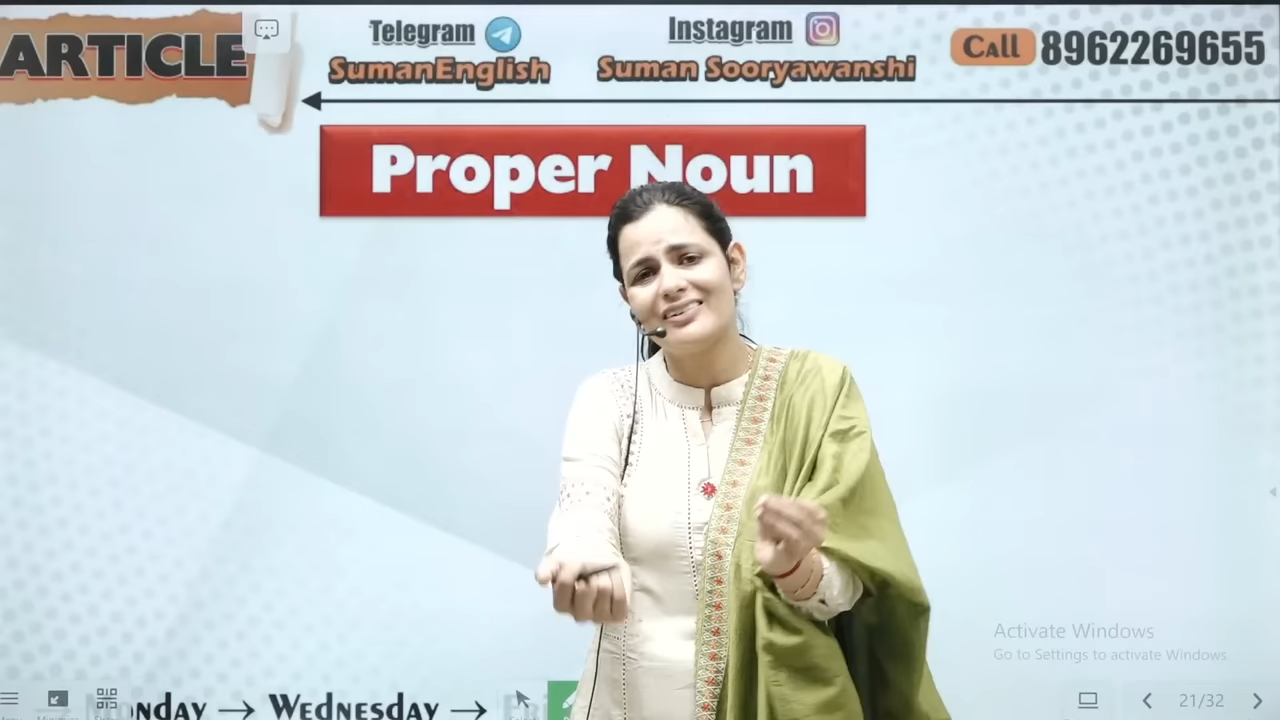 ARTICLE
Telegram
SumanEnglish
Instagram
Suman Sooryawanshi
Call 8962269655
Proper Noun
Activate Windows
Go to Settings to activate Windows.
nday → Wednesday →
21/32